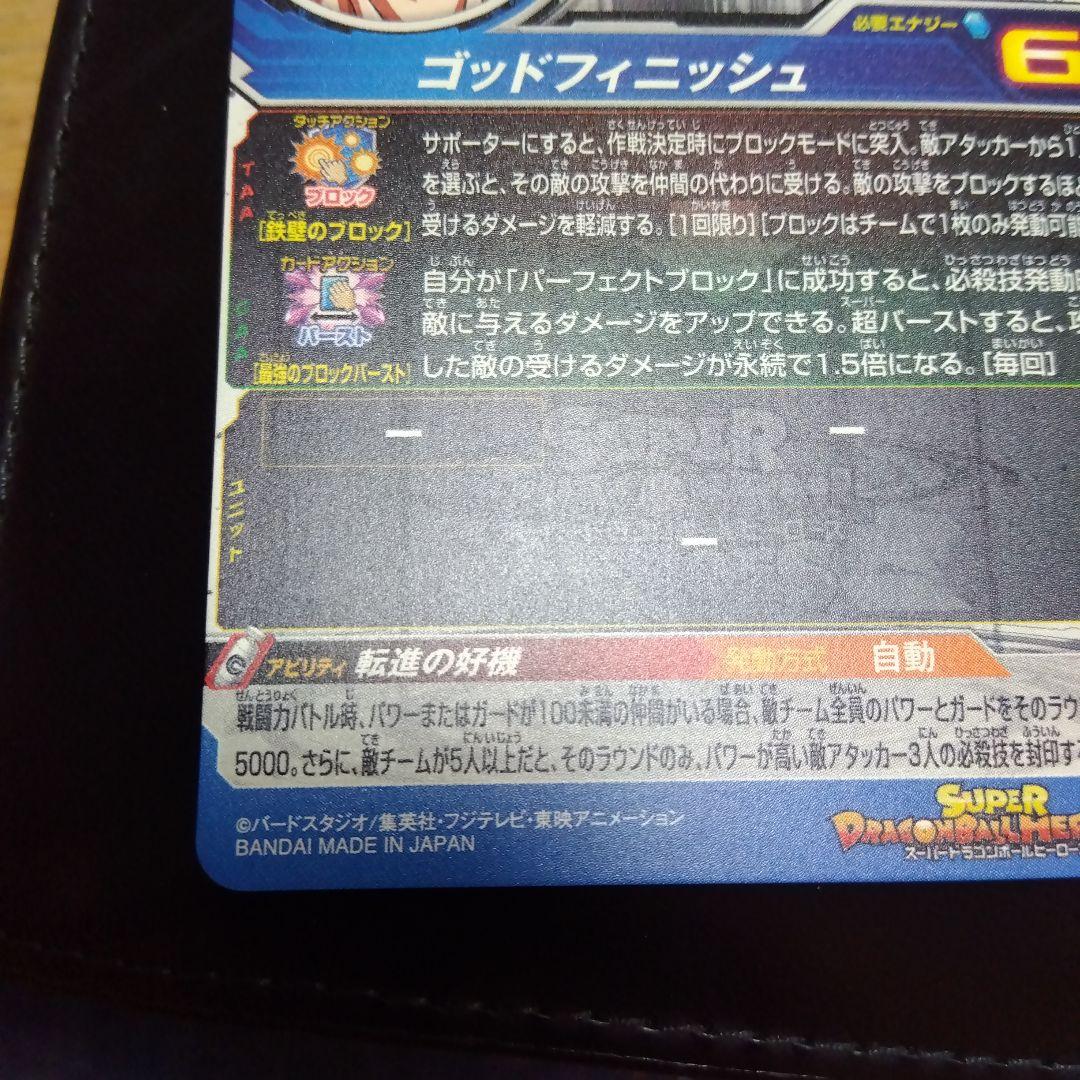 必要エナジー
6
ゴッドフィニッシュ
タッチアクション
ブロック
[鉄壁のブロック]
サポーターにすると、作戦決定時にブロックモードに突入。敵アタッカーから1
を選ぶと、その敵の攻撃を仲間の代わりに受ける。敵の攻撃をブロックするほ
受けるダメージを軽減する。[1回限り][ブロックはチームで1枚のみ発動可能
カードアクション
バースト
[最強のブロックバースト]
自分が「パーフェクトブロック」に成功すると、必殺技発動
敵に与えるダメージをアップできる。超バーストすると、攻
した敵の受けるダメージが永続で1.5倍になる。[毎回]
TAA
CAA
ユニット
ー
ー
ー
アビリティ 転進の好機
発動方式 自動
戦闘力バトル時、パワーまたはガードが100未満の仲間がいる場合、敵チーム全員のパワーとガードをそのラウ
5000。さらに、敵チームが5人以上だと、そのラウンドのみ、パワーが高い敵アタッカー3人の必殺技を封印す
©バードスタジオ/集英社・フジテレビ・東映アニメーション
BANDAI MADE IN JAPAN
SUPER
DRAGONBALL HER
スーパードラゴンボールヒーロー